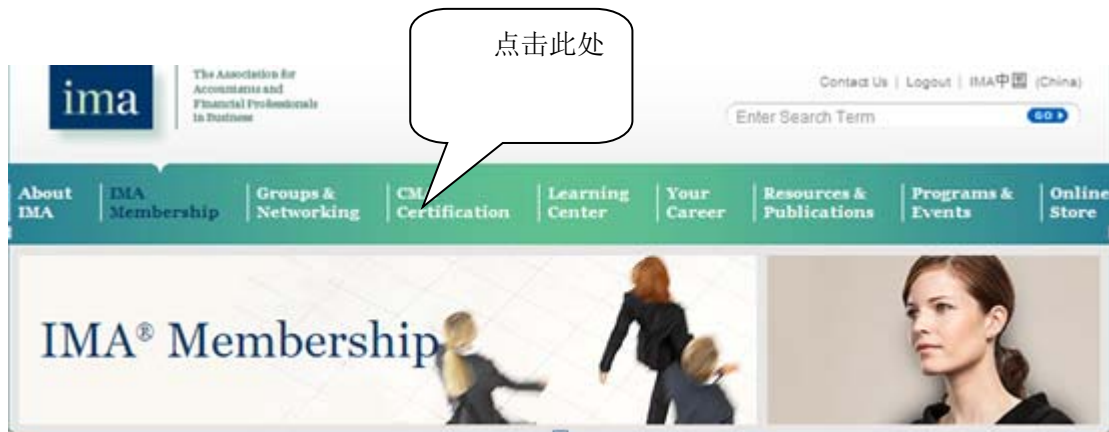 点击此处
ima
The Association for
Accountants and
Financial Professionals
in Business
Contact Us | Logout | IMA中国 (China)
Enter Search Term
GO
About
IMA
IMA
Membership
Groups &
Networking
CM
Certification
Learning
Center
Your
Career
Resources &
Publications
Programs &
Events
Online
Store
IMA® Membership